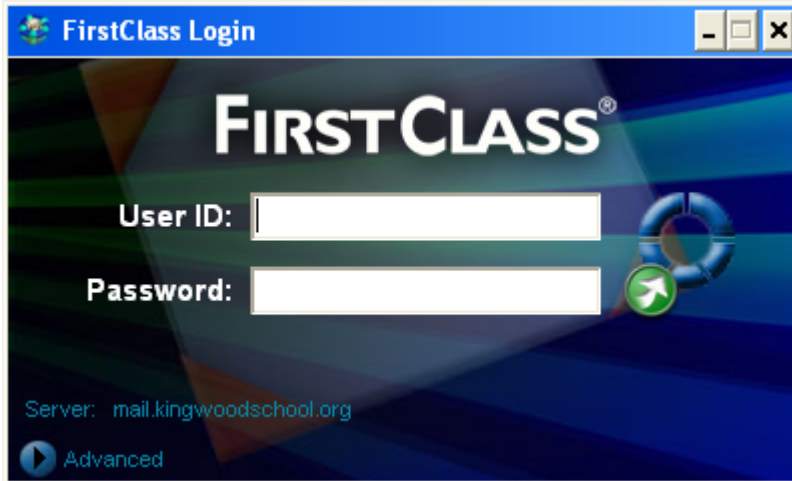 FirstClass Login
FIRSTCLASS®
User ID:
Password:
Server: mail.kingwoodschool.org
Advanced